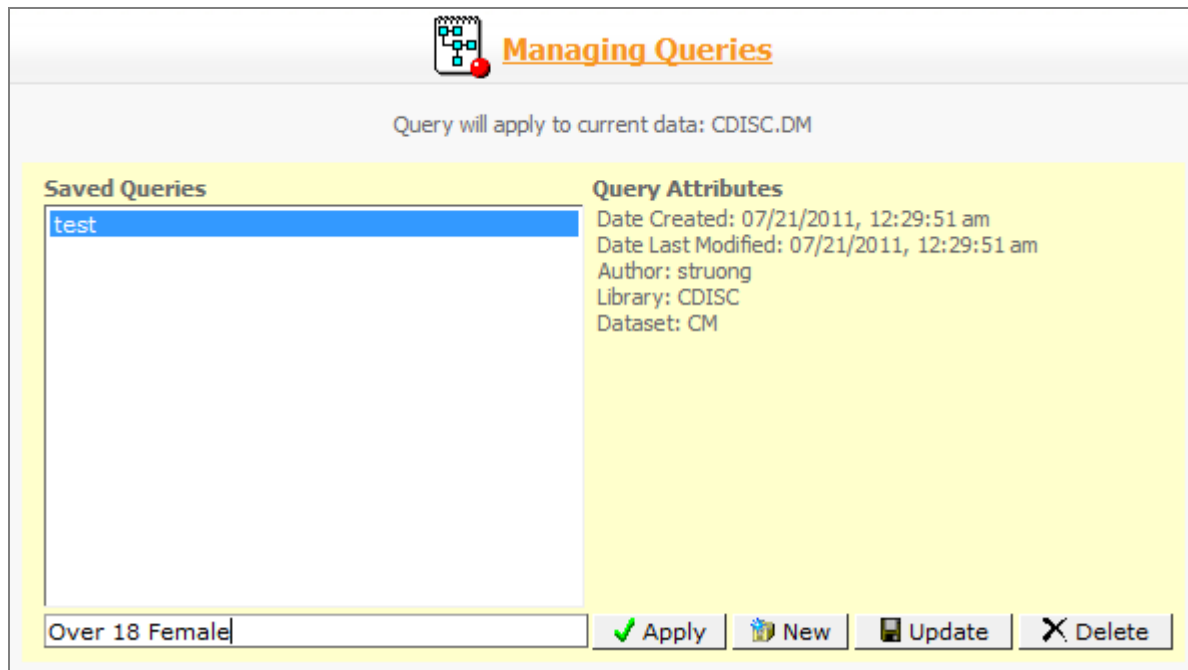 Managing Queries
Query will apply to current data: CDISC.DM
Saved Queries
test
Query Attributes
Date Created: 07/21/2011, 12:29:51 am
Date Last Modified: 07/21/2011, 12:29:51 am
Author: struong
Library: CDISC
Dataset: CM
Over 18 Female
Apply
New
Update
Delete